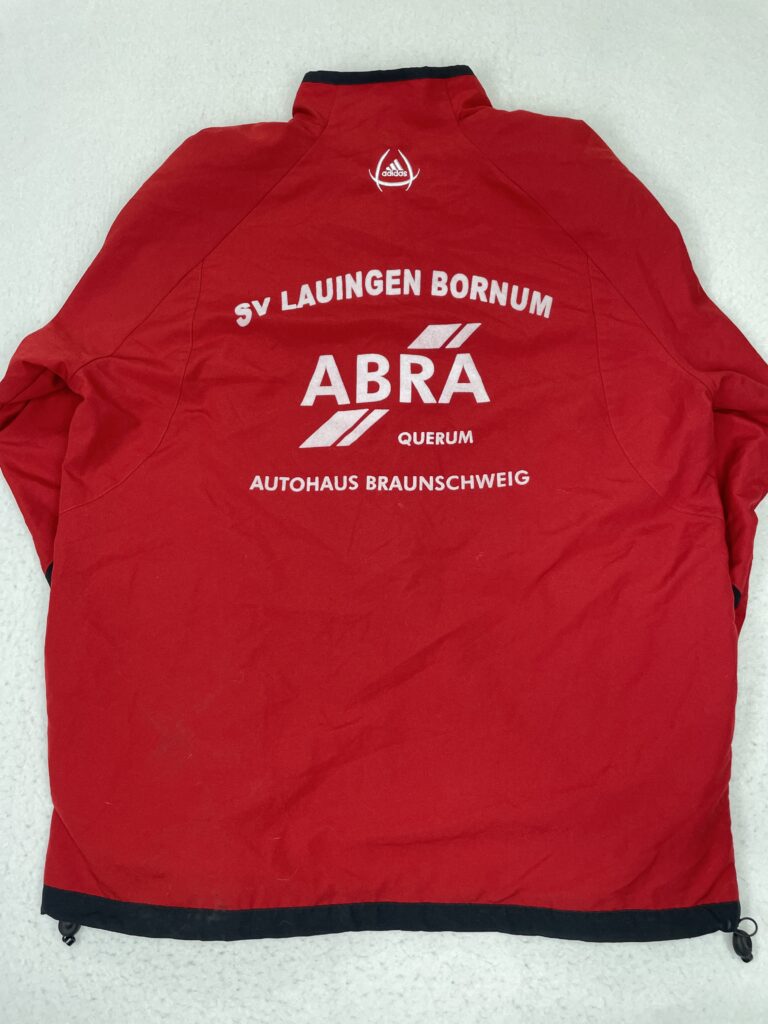 adidas
SV LAUINGEN BORNUM
ABRA
QUERUM
AUTOHAUS BRAUNSCHWEIG